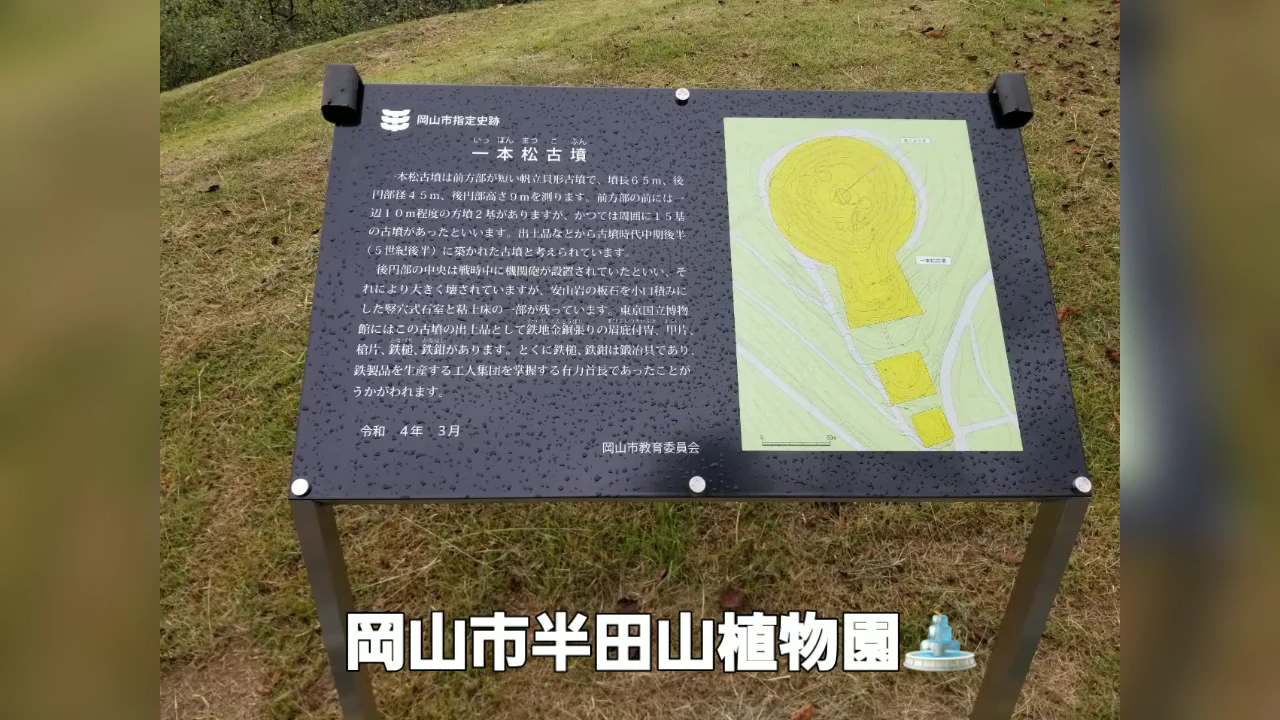 岡山市指定史跡
いっ ぽん まつ こ ふん
一本松古墳
一本松古墳は前方部が短い帆立貝形古墳で、墳長６５ｍ、後
円部径４５ｍ、後円部高さ９ｍを測ります。前方部の前には一
辺１０ｍ程度の方墳２基がありますが、かつては周囲に１５基
の古墳があったといいます。出土品などから古墳時代中期後半
（５世紀後半）に築かれた古墳と考えられています。
後円部の中央は戦時中に機関砲が設置されていたといい、そ
れにより大きく壊されていますが、安山岩の板石を小口積みに
した竪穴式石室と粘土床の一部が残っています。東京国立博物
館にはこの古墳の出土品として鉄地金銅張りの眉庇付冑、甲片、
槍片、鉄槌、鉄鉗があります。とくに鉄槌、鉄鉗は鍛冶具であり、
鉄製品を生産する工人集団を掌握する有力首長であったことが
うかがわれます。
令和　４年　３月
岡山市教育委員会
一本松古墳
岡山市半田山植物園